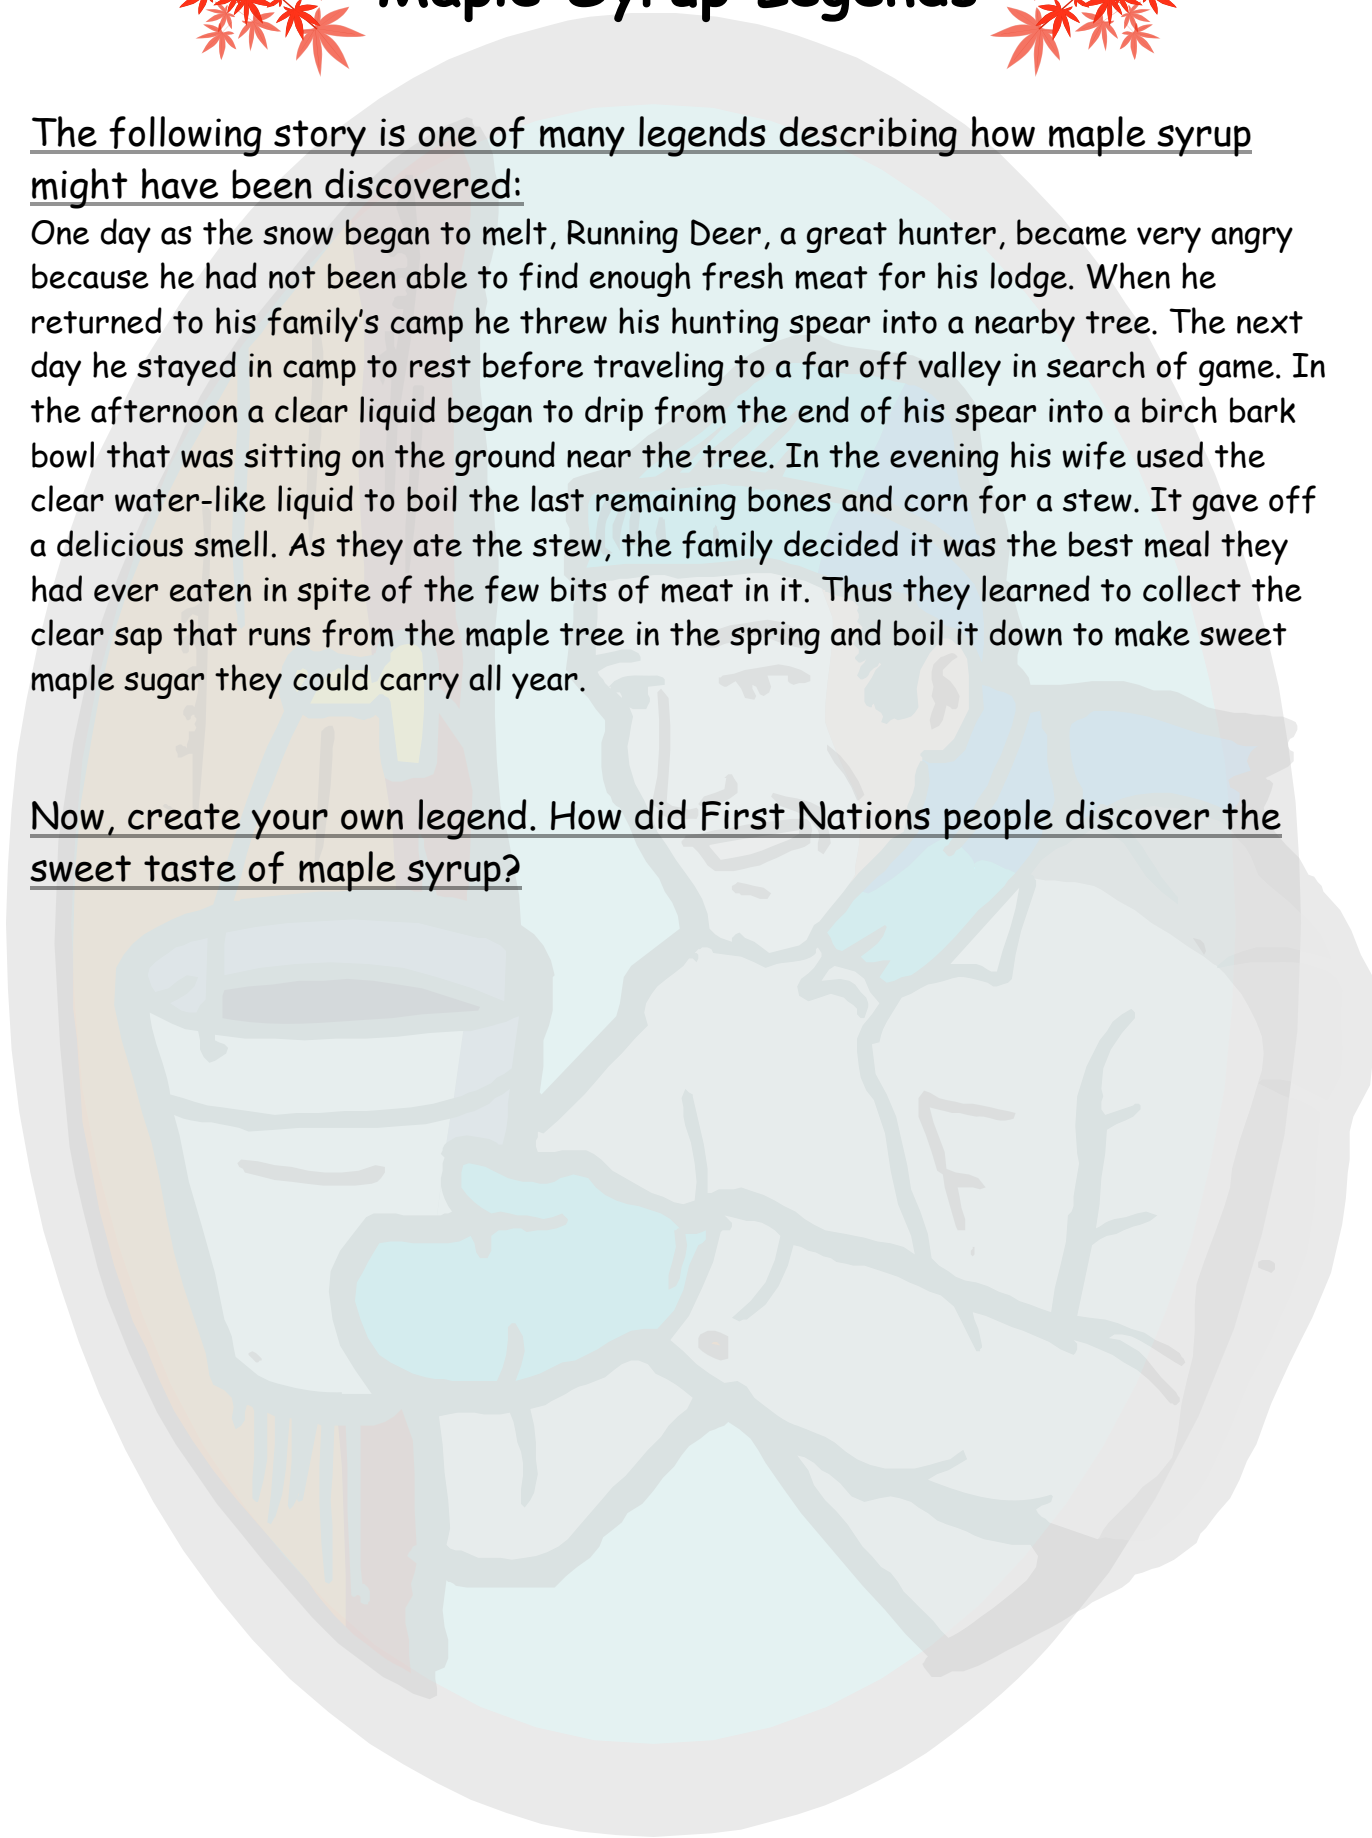 Maple Syrup Legends
The following story is one of many legends describing how maple syrup
might have been discovered:
One day as the snow began to melt, Running Deer, a great hunter, became very angry
because he had not been able to find enough fresh meat for his lodge. When he
returned to his family's camp he threw his hunting spear into a nearby tree. The next
day he stayed in camp to rest before traveling to a far off valley in search of game. In
the afternoon a clear liquid began to drip from the end of his spear into a birch bark
bowl that was sitting on the ground near the tree. In the evening his wife used the
clear water-like liquid to boil the last remaining bones and corn for a stew. It gave off
a delicious smell. As they ate the stew, the family decided it was the best meal they
had ever eaten in spite of the few bits of meat in it. Thus they learned to collect the
clear sap that runs from the maple tree in the spring and boil it down to make sweet
maple sugar they could carry all year.
Now, create your own legend. How did First Nations people discover the
sweet taste of maple syrup?